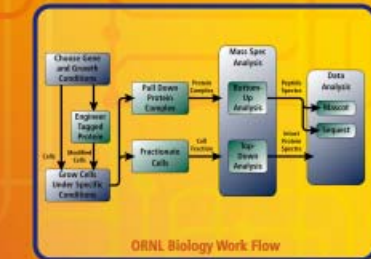 Choose Gene
and Growth
Conditions
Engineer
Tagged
Protein
Cells
Modified
Cells
Grow Cells
Under Specific
Conditions
Pull Down
Protein
Complex
Fractionate
Cells
Protein
Complex
Cell
Fraction
Mass Spec
Analysis
Bottom-
Up
Analysis
Top-
Down
Analysis
Peptide
Spectra
Intact
Protein
Spectra
Data
Analysis
Mascot
Sequest
ORNL Biology Work Flow